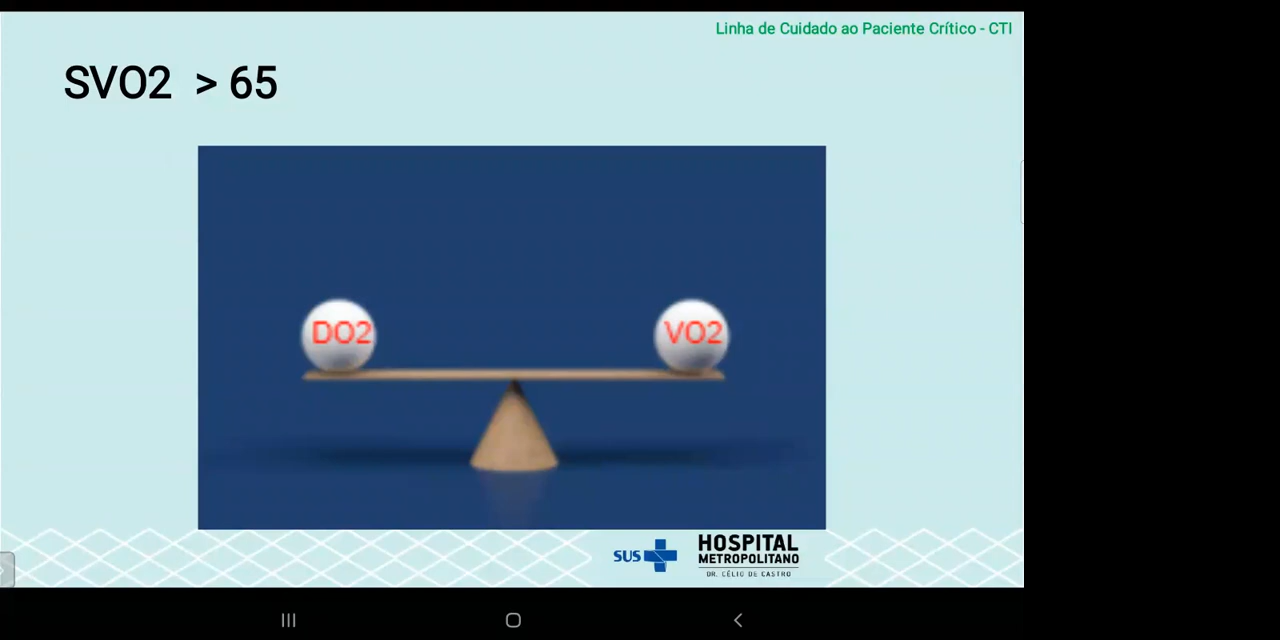 Linha de Cuidado ao Paciente Crítico - CTI
SVO2 > 65
DO2
VO2
SUS
HOSPITAL
METROPOLITANO
DR. CÉLIO DE CASTRO